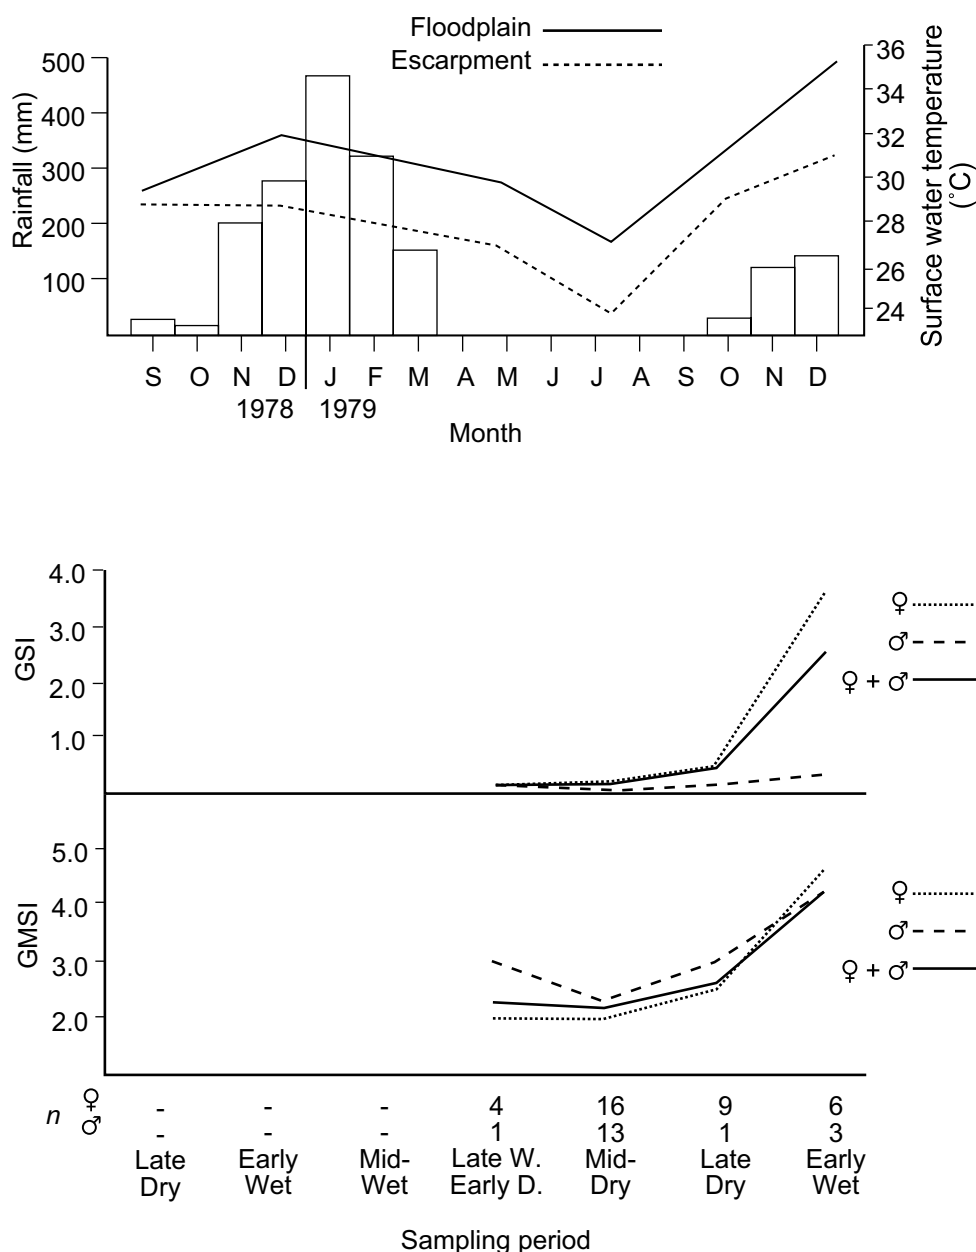 Floodplain
Escarpment
Rainfall (mm)
500
400
300
200
100
36
34
32
30
28
26
24
Surface water temperature
(˚C)
S O N D J F M A M J J A S O N D
1978 1979
Month
GSI
4.0
3.0
2.0
1.0
♀
♂
♀ + ♂
GMSI
5.0
4.0
3.0
2.0
♀
♂
♀ + ♂
n
♀ - - - 4 16 9 6
♂ - - - 1 13 1 3
Late Early Mid- Late W. Mid- Late Early
Dry Wet Wet Early D. Dry Dry Wet
Sampling period